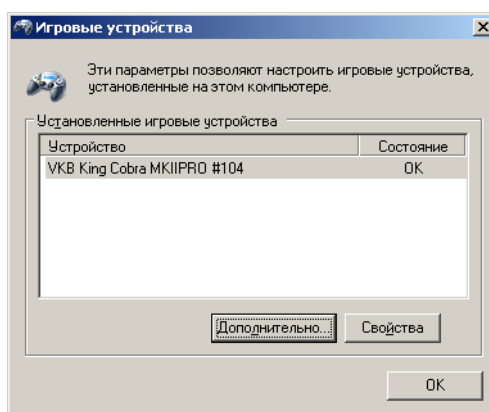 Игровые устройства
Эти параметры позволяют настроить игровые устройства,
установленные на этом компьютере.
Установленные игровые устройства
Устройство Состояние
VKB King Cobra MKIIPRO #104 OK
Дополнительно... Свойства
OK